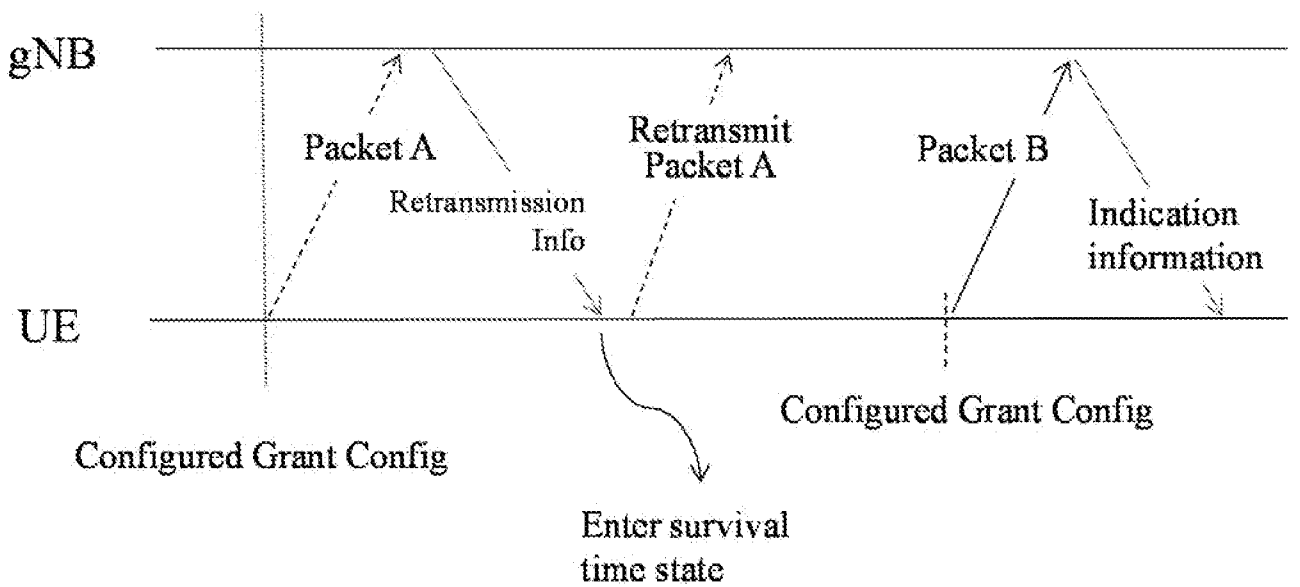 gNB
Packet A
Retransmission
Info
Retransmit
Packet A
Packet B
Indication
information
UE
Configured Grant Config
Configured Grant Config
Enter survival
time state